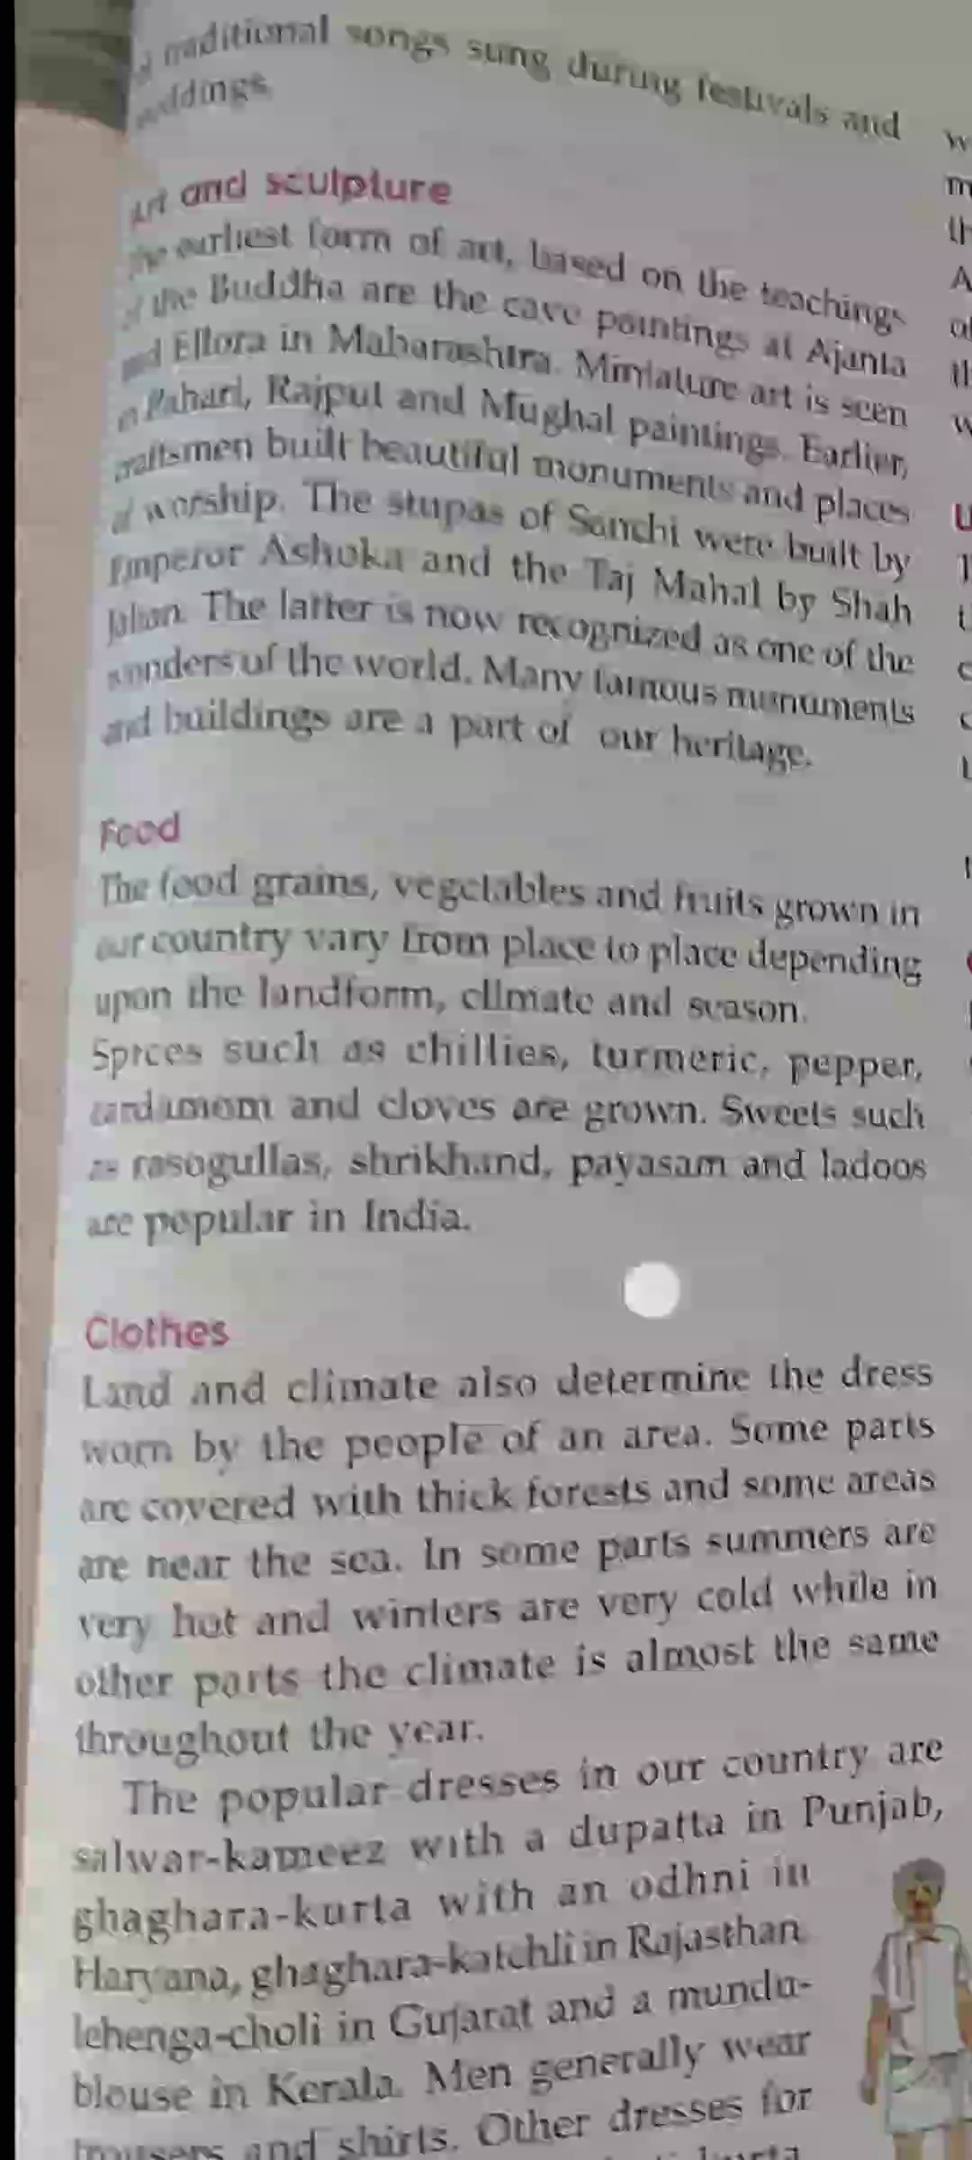 traditional songs sung during festivals and
weddings.
Art and sculpture
The earliest form of art, based on the teachings
of the Buddha are the cave paintings at Ajanta
and Ellora in Maharashtra. Miniature art is seen
in Pahari, Rajput and Mughal paintings. Earlier,
craftsmen built beautiful monuments and places
of worship. The stupas of Sanchi were built by
Emperor Ashoka and the Taj Mahal by Shah
Jahan. The latter is now recognized as one of the
wonders of the world. Many famous monuments
and buildings are a part of our heritage.
Food
The food grains, vegetables and fruits grown in
our country vary from place to place depending
upon the landform, climate and season.
Spices such as chillies, turmeric, pepper,
cardamom and cloves are grown. Sweets such
as rasogullas, shrikhand, payasam and ladoos
are popular in India.
Clothes
Land and climate also determine the dress
worn by the people of an area. Some parts
are covered with thick forests and some areas
are near the sea. In some parts summers are
very hot and winters are very cold while in
other parts the climate is almost the same
throughout the year.
The popular dresses in our country are
salwar-kameez with a dupatta in Punjab,
ghaghara-kurta with an odhni in
Haryana, ghaghara-katchli in Rajasthan
lehenga-choli in Gujarat and a mundu-
blouse in Kerala. Men generally wear
trousers and shirts. Other dresses for
kurta